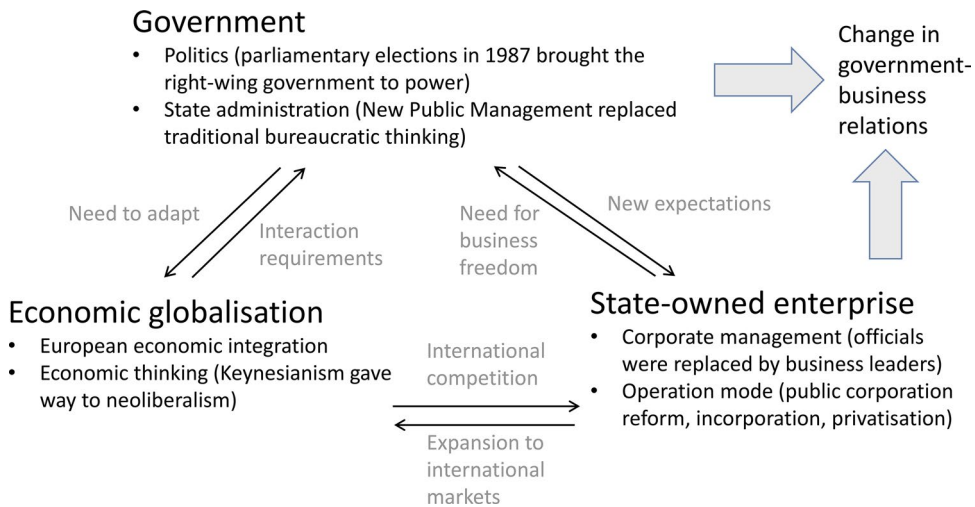 Government
• Politics (parliamentary elections in 1987 brought the
right-wing government to power)
• State administration (New Public Management replaced
traditional bureaucratic thinking)
Change in
government-
business
relations
Need to adapt
Interaction
requirements
Need for
business
freedom
New expectations
Economic globalisation
• European economic integration
• Economic thinking (Keynesianism gave
way to neoliberalism)
International
competition
Expansion to
international
markets
State-owned enterprise
• Corporate management (officials
were replaced by business leaders)
• Operation mode (public corporation
reform, incorporation, privatisation)